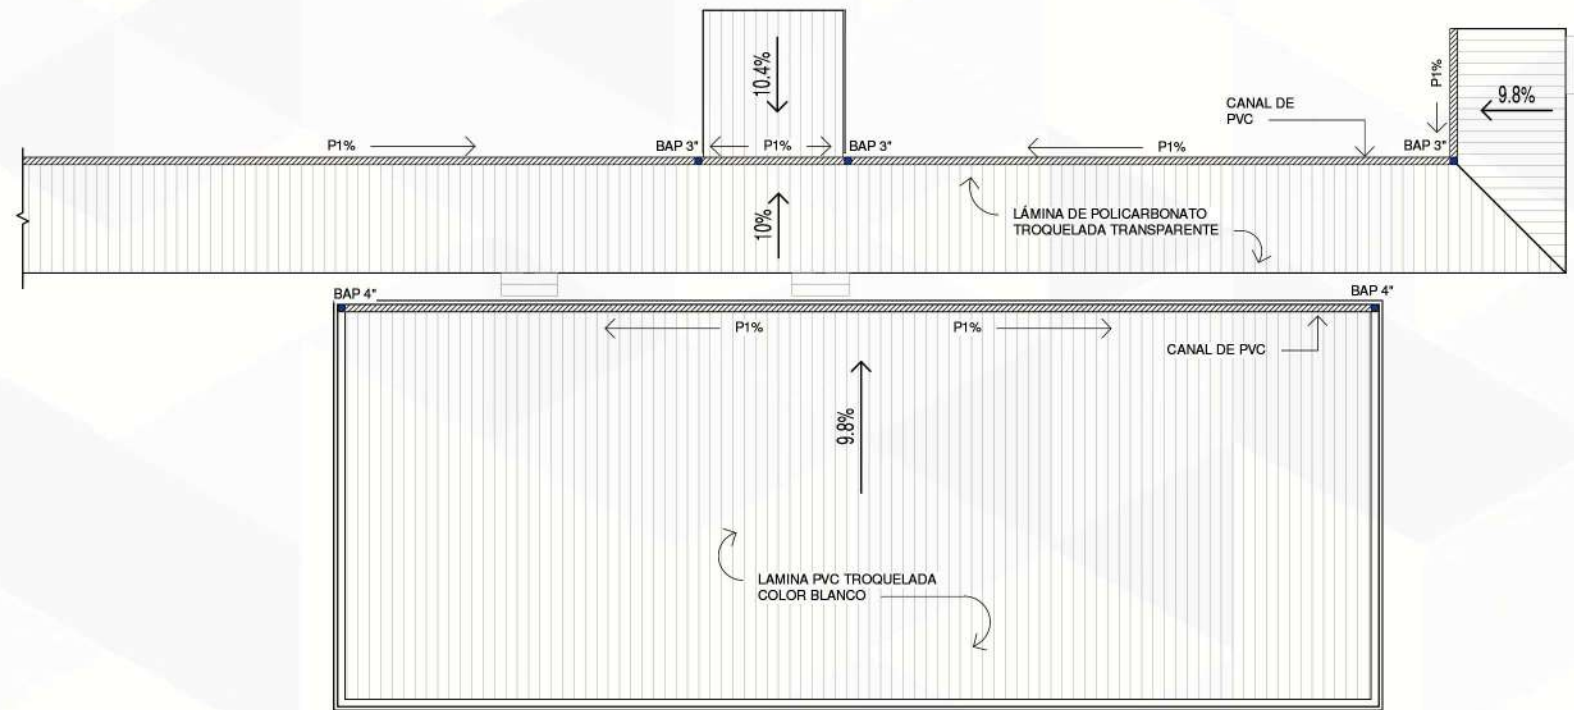 10.4%
P1%
9.8%
CANAL DE
PVC
P1%
BAP 3"
P1%
BAP 3"
P1%
BAP 3"
10%
LÁMINA DE POLICARBONATO
TROQUELADA TRANSPARENTE
BAP 4"
BAP 4"
P1%
P1%
CANAL DE PVC
9.8%
LAMINA PVC TROQUELADA
COLOR BLANCO